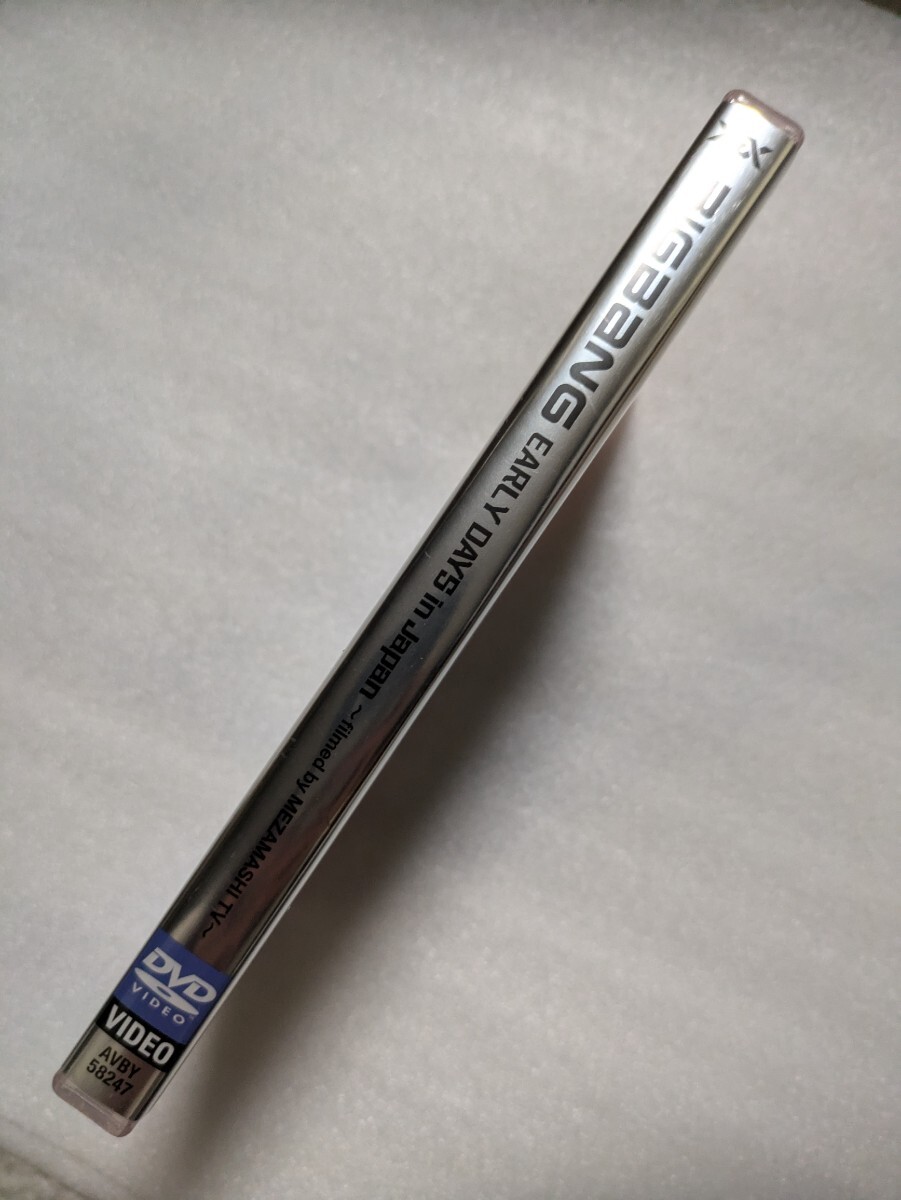 BIGBANG EARLY DAYS in Japan ~filmed by MEZAMASHI TV~
DVD
VIDEO
VIDEO
AVBY
58247